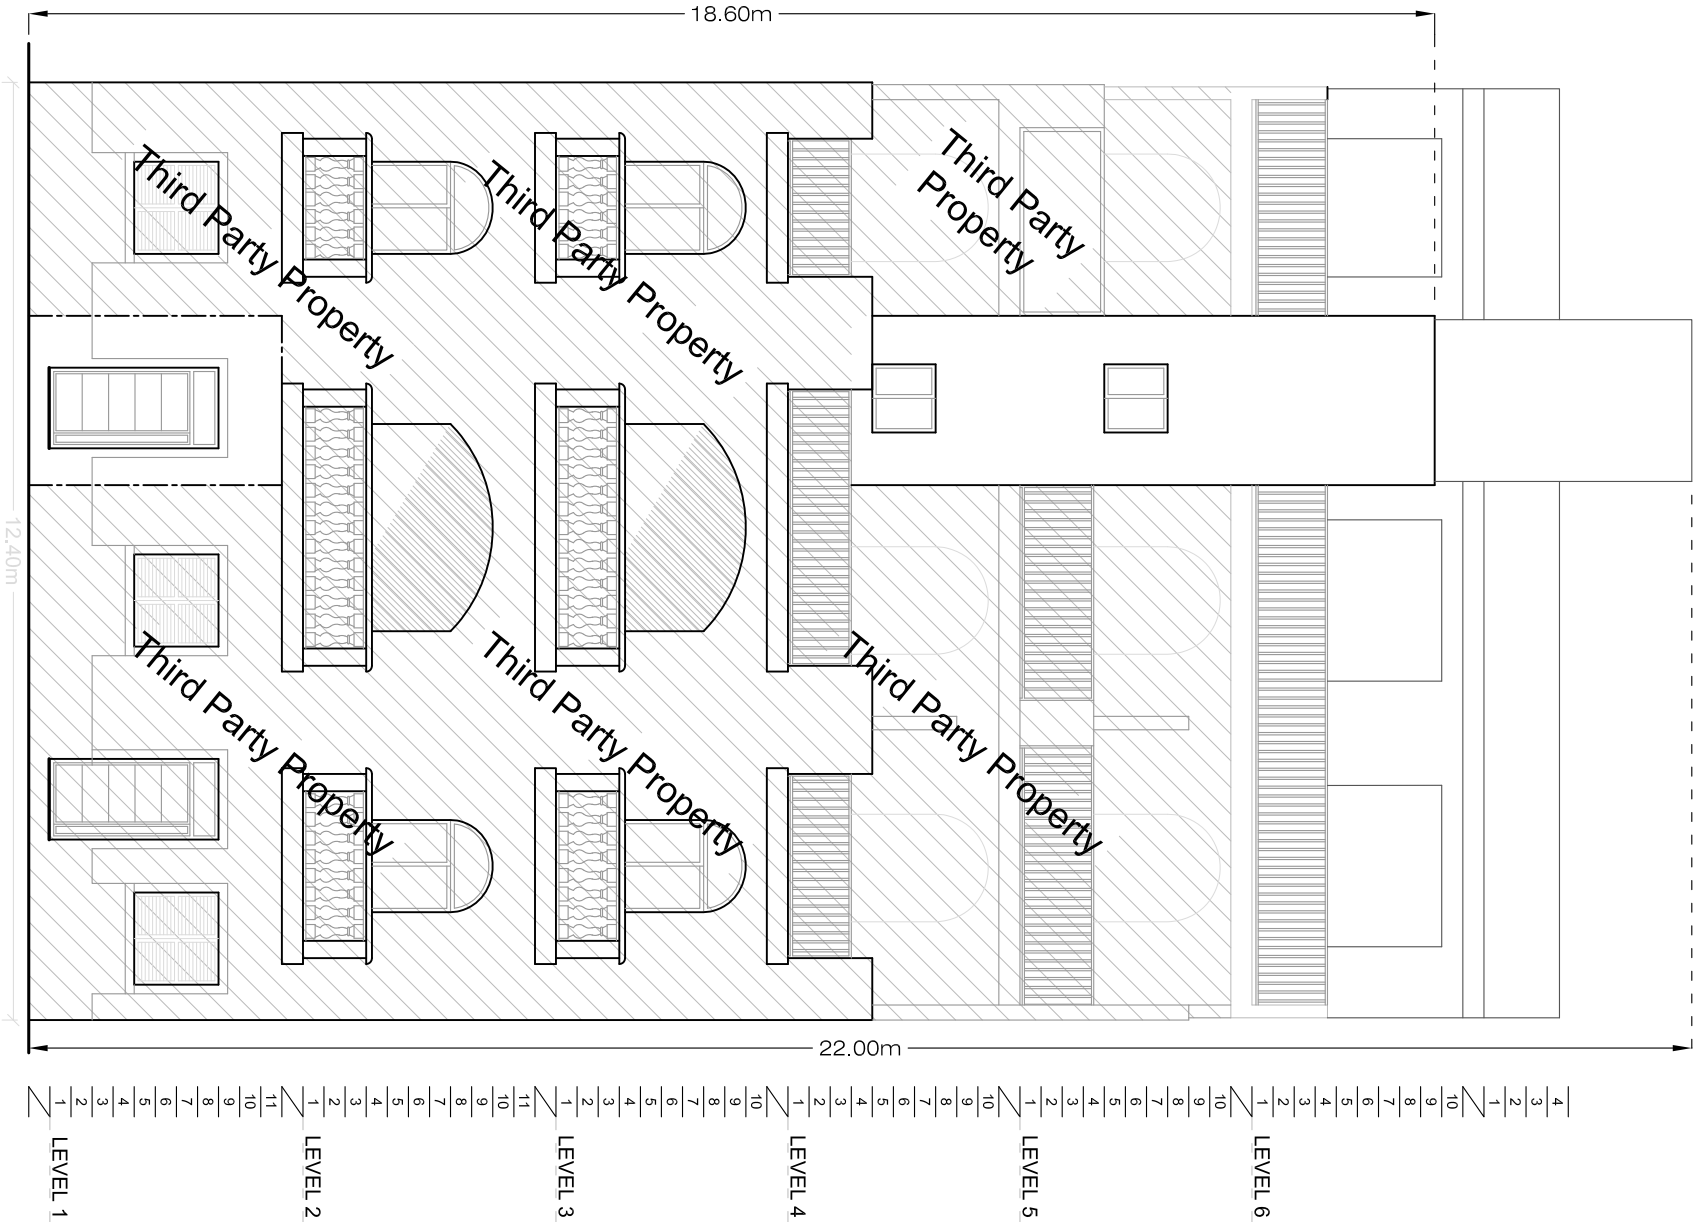 18.60m
12.40m
Third Party Property
Third Party Property
Third Party
Property
Third Party Property
Third Party Property
Third Party Property
22.00m
1 2 3 4 5 6 7 8 9 10 11
1 2 3 4 5 6 7 8 9 10 11
1 2 3 4 5 6 7 8 9 10
1 2 3 4 5 6 7 8 9 10
1 2 3 4 5 6 7 8 9 10
1 2 3 4 5 6 7 8 9 10
1 2 3 4
LEVEL 1
LEVEL 2
LEVEL 3
LEVEL 4
LEVEL 5
LEVEL 6